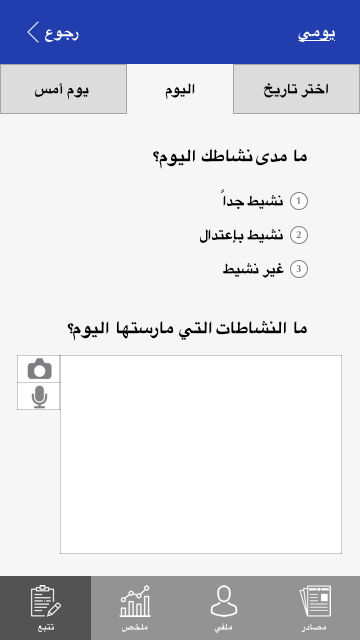 يومي
رجوع
اختر تاريخ
اليوم
يوم أمس
ما مدى نشاطك اليوم؟
1 نشيط جداً
2 نشيط بإعتدال
3 غير نشيط
ما النشاطات التي مارستها اليوم؟
مصادر
ملفي
ملخص
تتبع